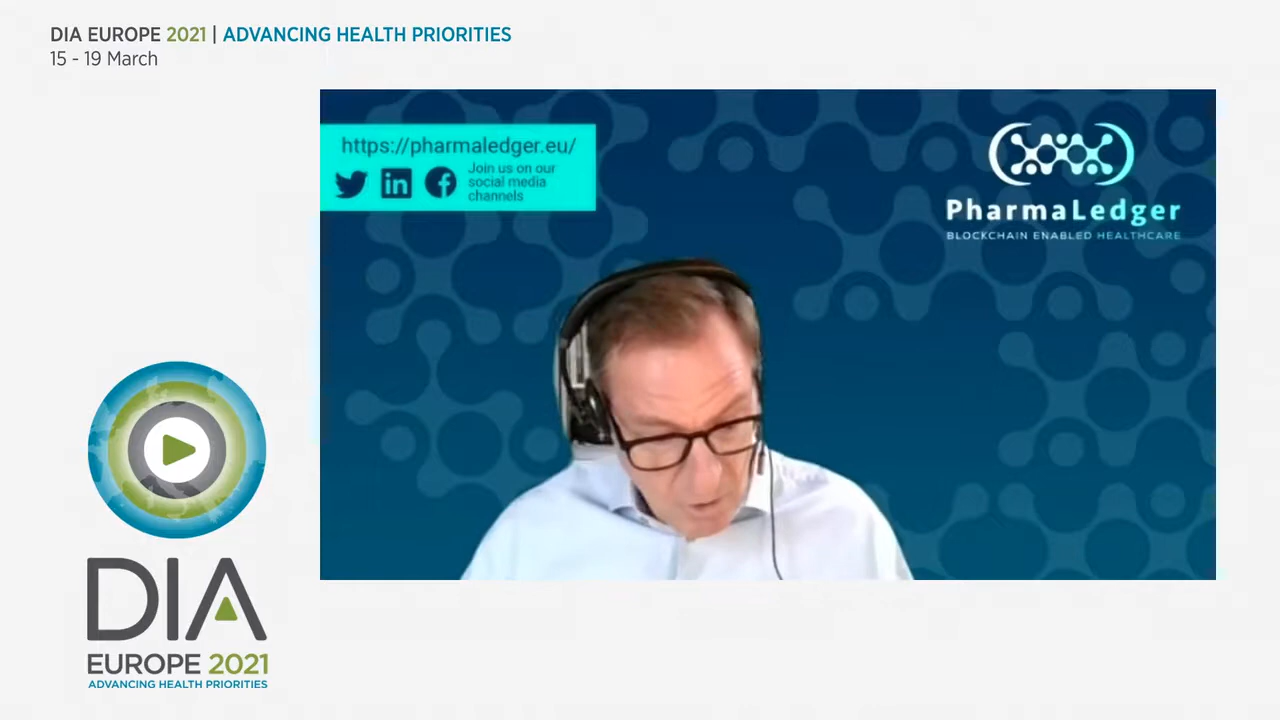 DIA EUROPE 2021 | ADVANCING HEALTH PRIORITIES
15 - 19 March
https://pharmaledger.eu/
Join us on our
social media
channels
PharmaLedger
BLOCKCHAIN ENABLED HEALTHCARE
DIA
EUROPE 2021
ADVANCING HEALTH PRIORITIES